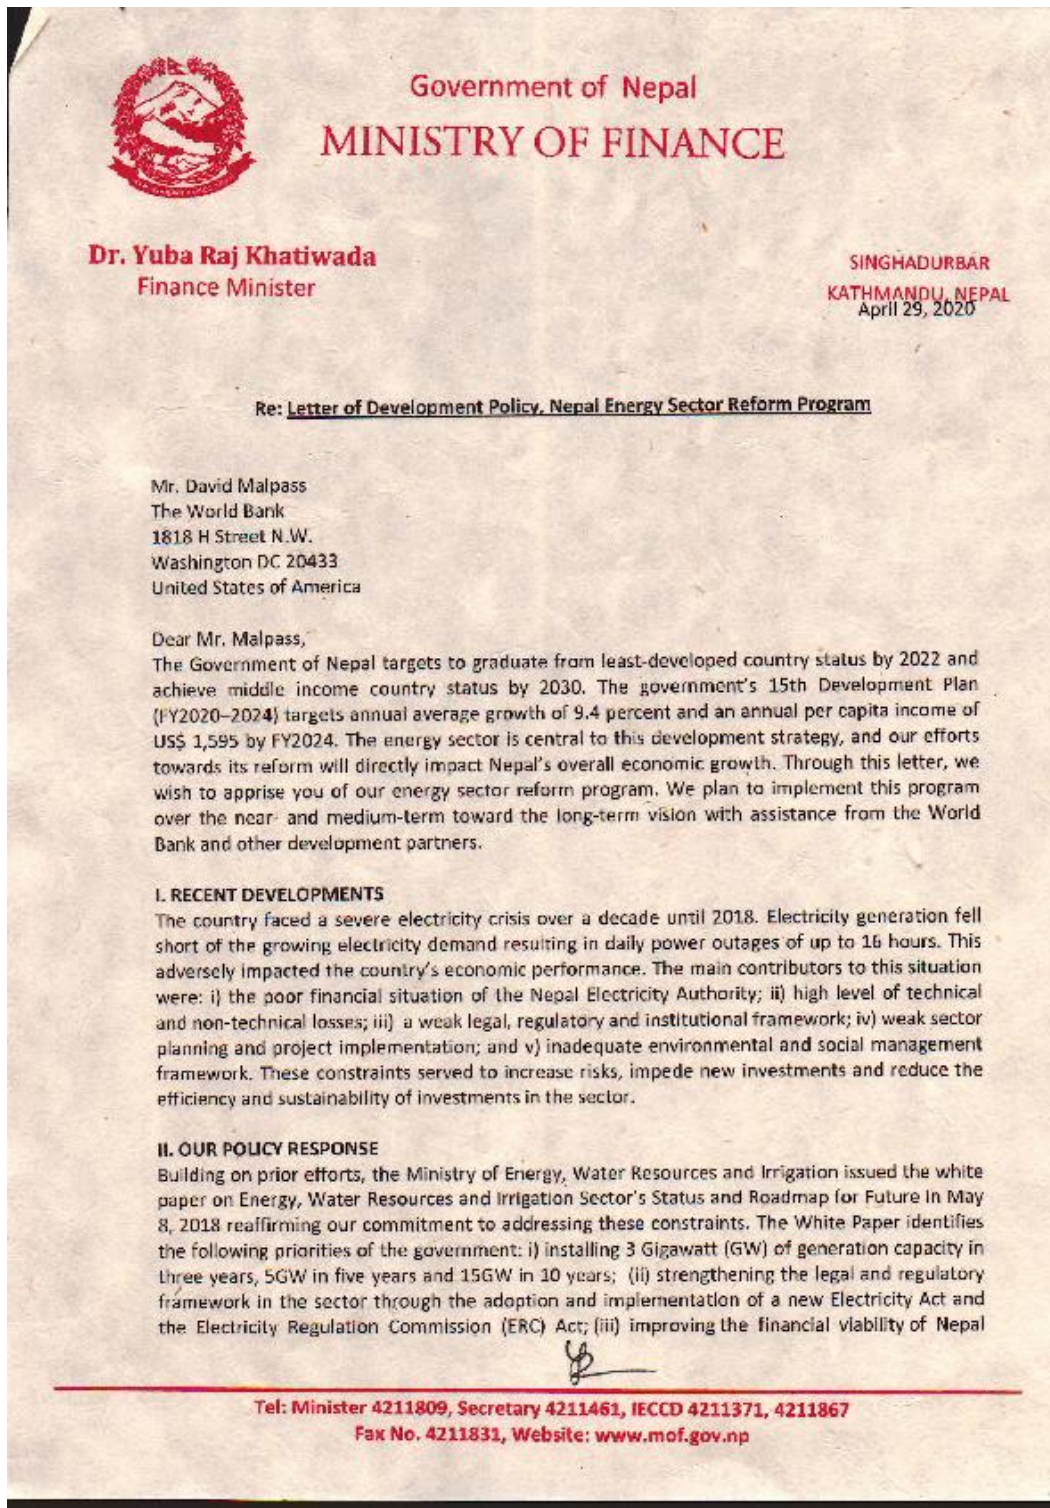 Government of Nepal
MINISTRY OF FINANCE
Dr. Yuba Raj Khatiwada
Finance Minister
SINGHADURBAR
KATHMANDU, NEPAL
April 29, 2020
Re: Letter of Development Policy, Nepal Energy Sector Reform Program
Mr. David Malpass
The World Bank
1818 H Street N.W.
Washington DC 20433
United States of America
Dear Mr. Malpass,
The Government of Nepal targets to graduate from least-developed country status by 2022 and
achieve middle income country status by 2030. The government's 15th Development Plan
(FY2020–2024) targets annual average growth of 9.4 percent and an annual per capita income of
US$ 1,595 by FY2024. The energy sector is central to this development strategy, and our efforts
towards its reform will directly impact Nepal's overall economic growth. Through this letter, we
wish to apprise you of our energy sector reform program. We plan to implement this program
over the near- and medium-term toward the long-term vision with assistance from the World
Bank and other development partners.
I. RECENT DEVELOPMENTS
The country faced a severe electricity crisis over a decade until 2018. Electricity generation fell
short of the growing electricity demand resulting in daily power outages of up to 16 hours. This
adversely impacted the country's economic performance. The main contributors to this situation
were: i) the poor financial situation of the Nepal Electricity Authority; ii) high level of technical
and non-technical losses; iii) a weak legal, regulatory and institutional framework; iv) weak sector
planning and project implementation; and v) inadequate environmental and social management
framework. These constraints served to increase risks, impede new investments and reduce the
efficiency and sustainability of investments in the sector.
II. OUR POLICY RESPONSE
Building on prior efforts, the Ministry of Energy, Water Resources and Irrigation issued the white
paper on Energy, Water Resources and Irrigation Sector's Status and Roadmap for Future in May
8, 2018 reaffirming our commitment to addressing these constraints. The White Paper identifies
the following priorities of the government: i) installing 3 Gigawatt (GW) of generation capacity in
three years, 5GW in five years and 15GW in 10 years; (ii) strengthening the legal and regulatory
framework in the sector through the adoption and implementation of a new Electricity Act and
the Electricity Regulation Commission (ERC) Act; (iii) improving the financial viability of Nepal
Tel: Minister 4211809, Secretary 4211461, IECCD 4211371, 4211867
Fax No. 4211831, Website: www.mof.gov.np